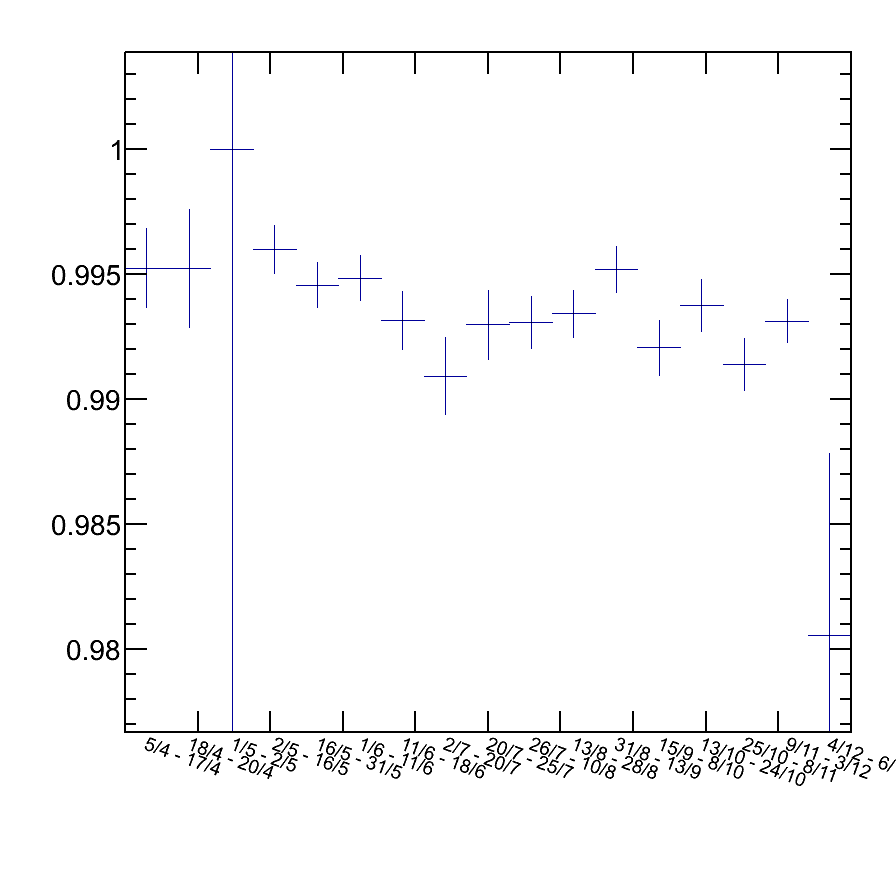 1
0.995
0.99
0.985
0.98
5/4 - 17/4
18/4 - 20/4
1/5 - 2/5
2/5 - 16/5
16/5 - 31/5
1/6 - 11/6
11/6 - 18/6
2/7 - 20/7
20/7 - 25/7
26/7 - 10/8
13/8 - 28/8
31/8 - 13/9
15/9 - 8/10
13/10 - 24/10
25/10 - 8/11
9/11 - 3/12
4/12 - 6/